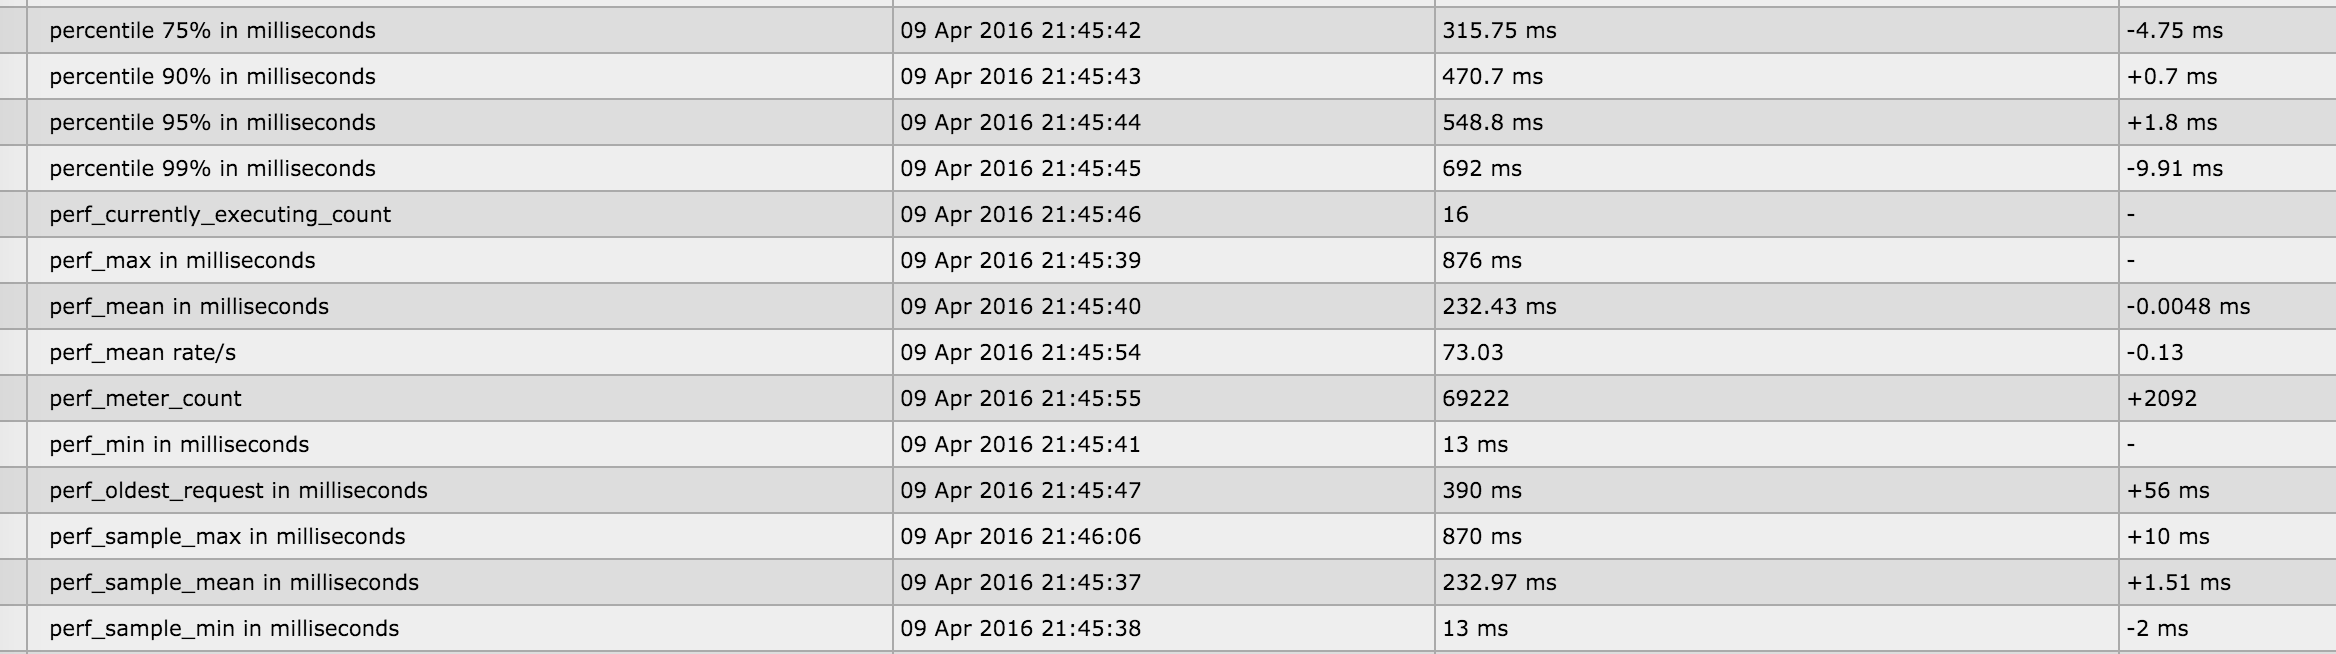 percentile 75% in milliseconds 09 Apr 2016 21:45:42 315.75 ms -4.75 ms
percentile 90% in milliseconds 09 Apr 2016 21:45:43 470.7 ms +0.7 ms
percentile 95% in milliseconds 09 Apr 2016 21:45:44 548.8 ms +1.8 ms
percentile 99% in milliseconds 09 Apr 2016 21:45:45 692 ms -9.91 ms
perf_currently_executing_count 09 Apr 2016 21:45:46 16 -
perf_max in milliseconds 09 Apr 2016 21:45:39 876 ms -
perf_mean in milliseconds 09 Apr 2016 21:45:40 232.43 ms -0.0048 ms
perf_mean rate/s 09 Apr 2016 21:45:54 73.03 -0.13
perf_meter_count 09 Apr 2016 21:45:55 69222 +2092
perf_min in milliseconds 09 Apr 2016 21:45:41 13 ms -
perf_oldest_request in milliseconds 09 Apr 2016 21:45:47 390 ms +56 ms
perf_sample_max in milliseconds 09 Apr 2016 21:46:06 870 ms +10 ms
perf_sample_mean in milliseconds 09 Apr 2016 21:45:37 232.97 ms +1.51 ms
perf_sample_min in milliseconds 09 Apr 2016 21:45:38 13 ms -2 ms